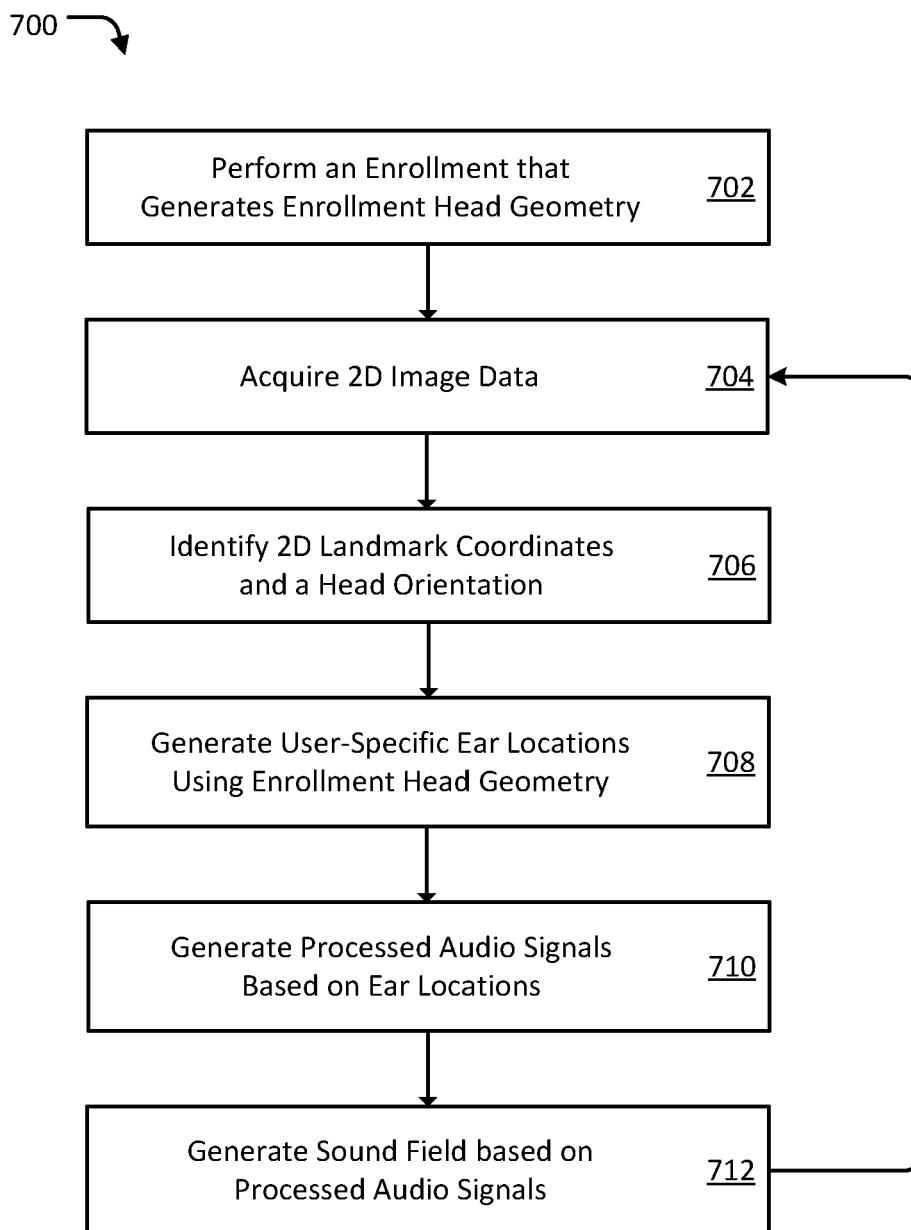 700
Perform an Enrollment that
Generates Enrollment Head Geometry
702
Acquire 2D Image Data
704
Identify 2D Landmark Coordinates
and a Head Orientation
706
Generate User-Specific Ear Locations
Using Enrollment Head Geometry
708
Generate Processed Audio Signals
Based on Ear Locations
710
Generate Sound Field based on
Processed Audio Signals
712